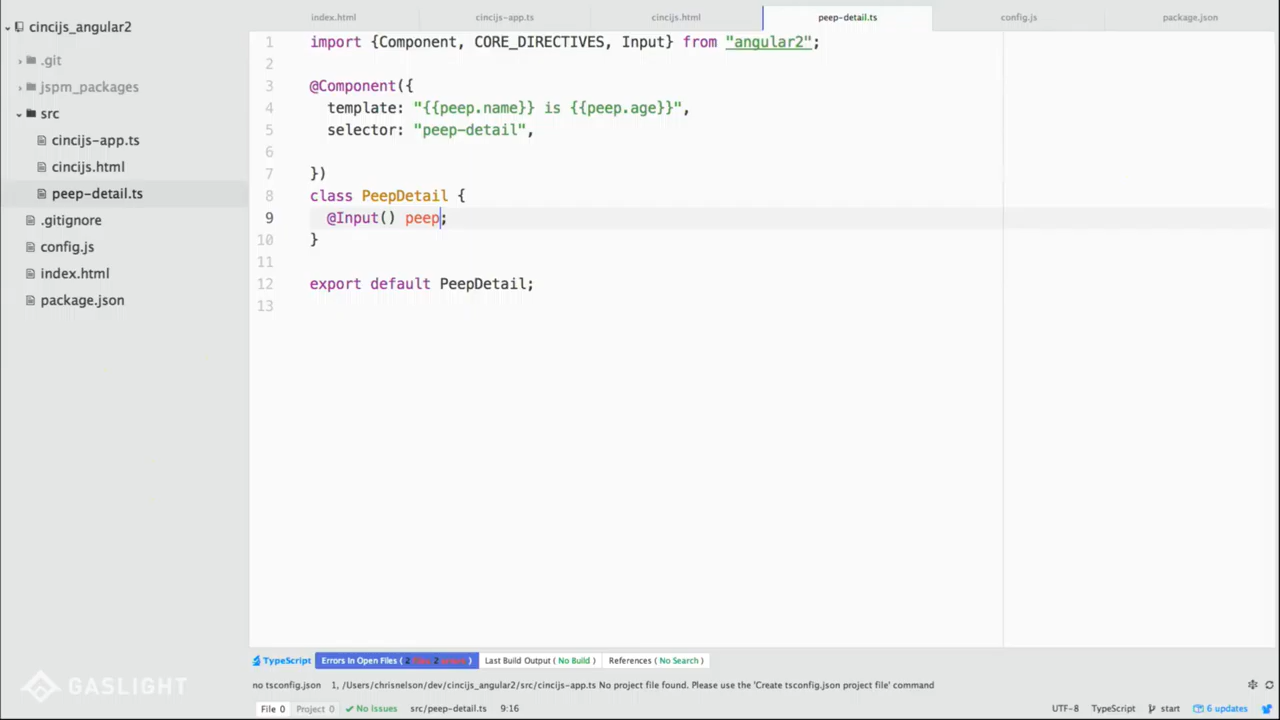 cincijs_angular2
.git
jspm_packages
src
cincijs-app.ts
cincijs.html
peep-detail.ts
.gitignore
config.js
index.html
package.json
index.html cincijs-app.ts cincijs.html peep-detail.ts config.js package.json
1 import {Component, CORE_DIRECTIVES, Input} from "angular2";
2
3 @Component({
4 template: "{{peep.name}} is {{peep.age}}",
5 selector: "peep-detail",
6
7 })
8 class PeepDetail {
9 @Input() peep;
10 }
11
12 export default PeepDetail;
13
TypeScript Errors In Open Files ( 2 2 ) Last Build Output ( No Build ) References ( No Search )
no tsconfig.json 1, /Users/chrisnelson/dev/cincijs_angular2/src/cincijs-app.ts No project file found. Please use the 'Create tsconfig.json project file' command
File 0 Project 0 No Issues src/peep-detail.ts 9:16 UTF-8 TypeScript start 6 updates
GASLIGHT